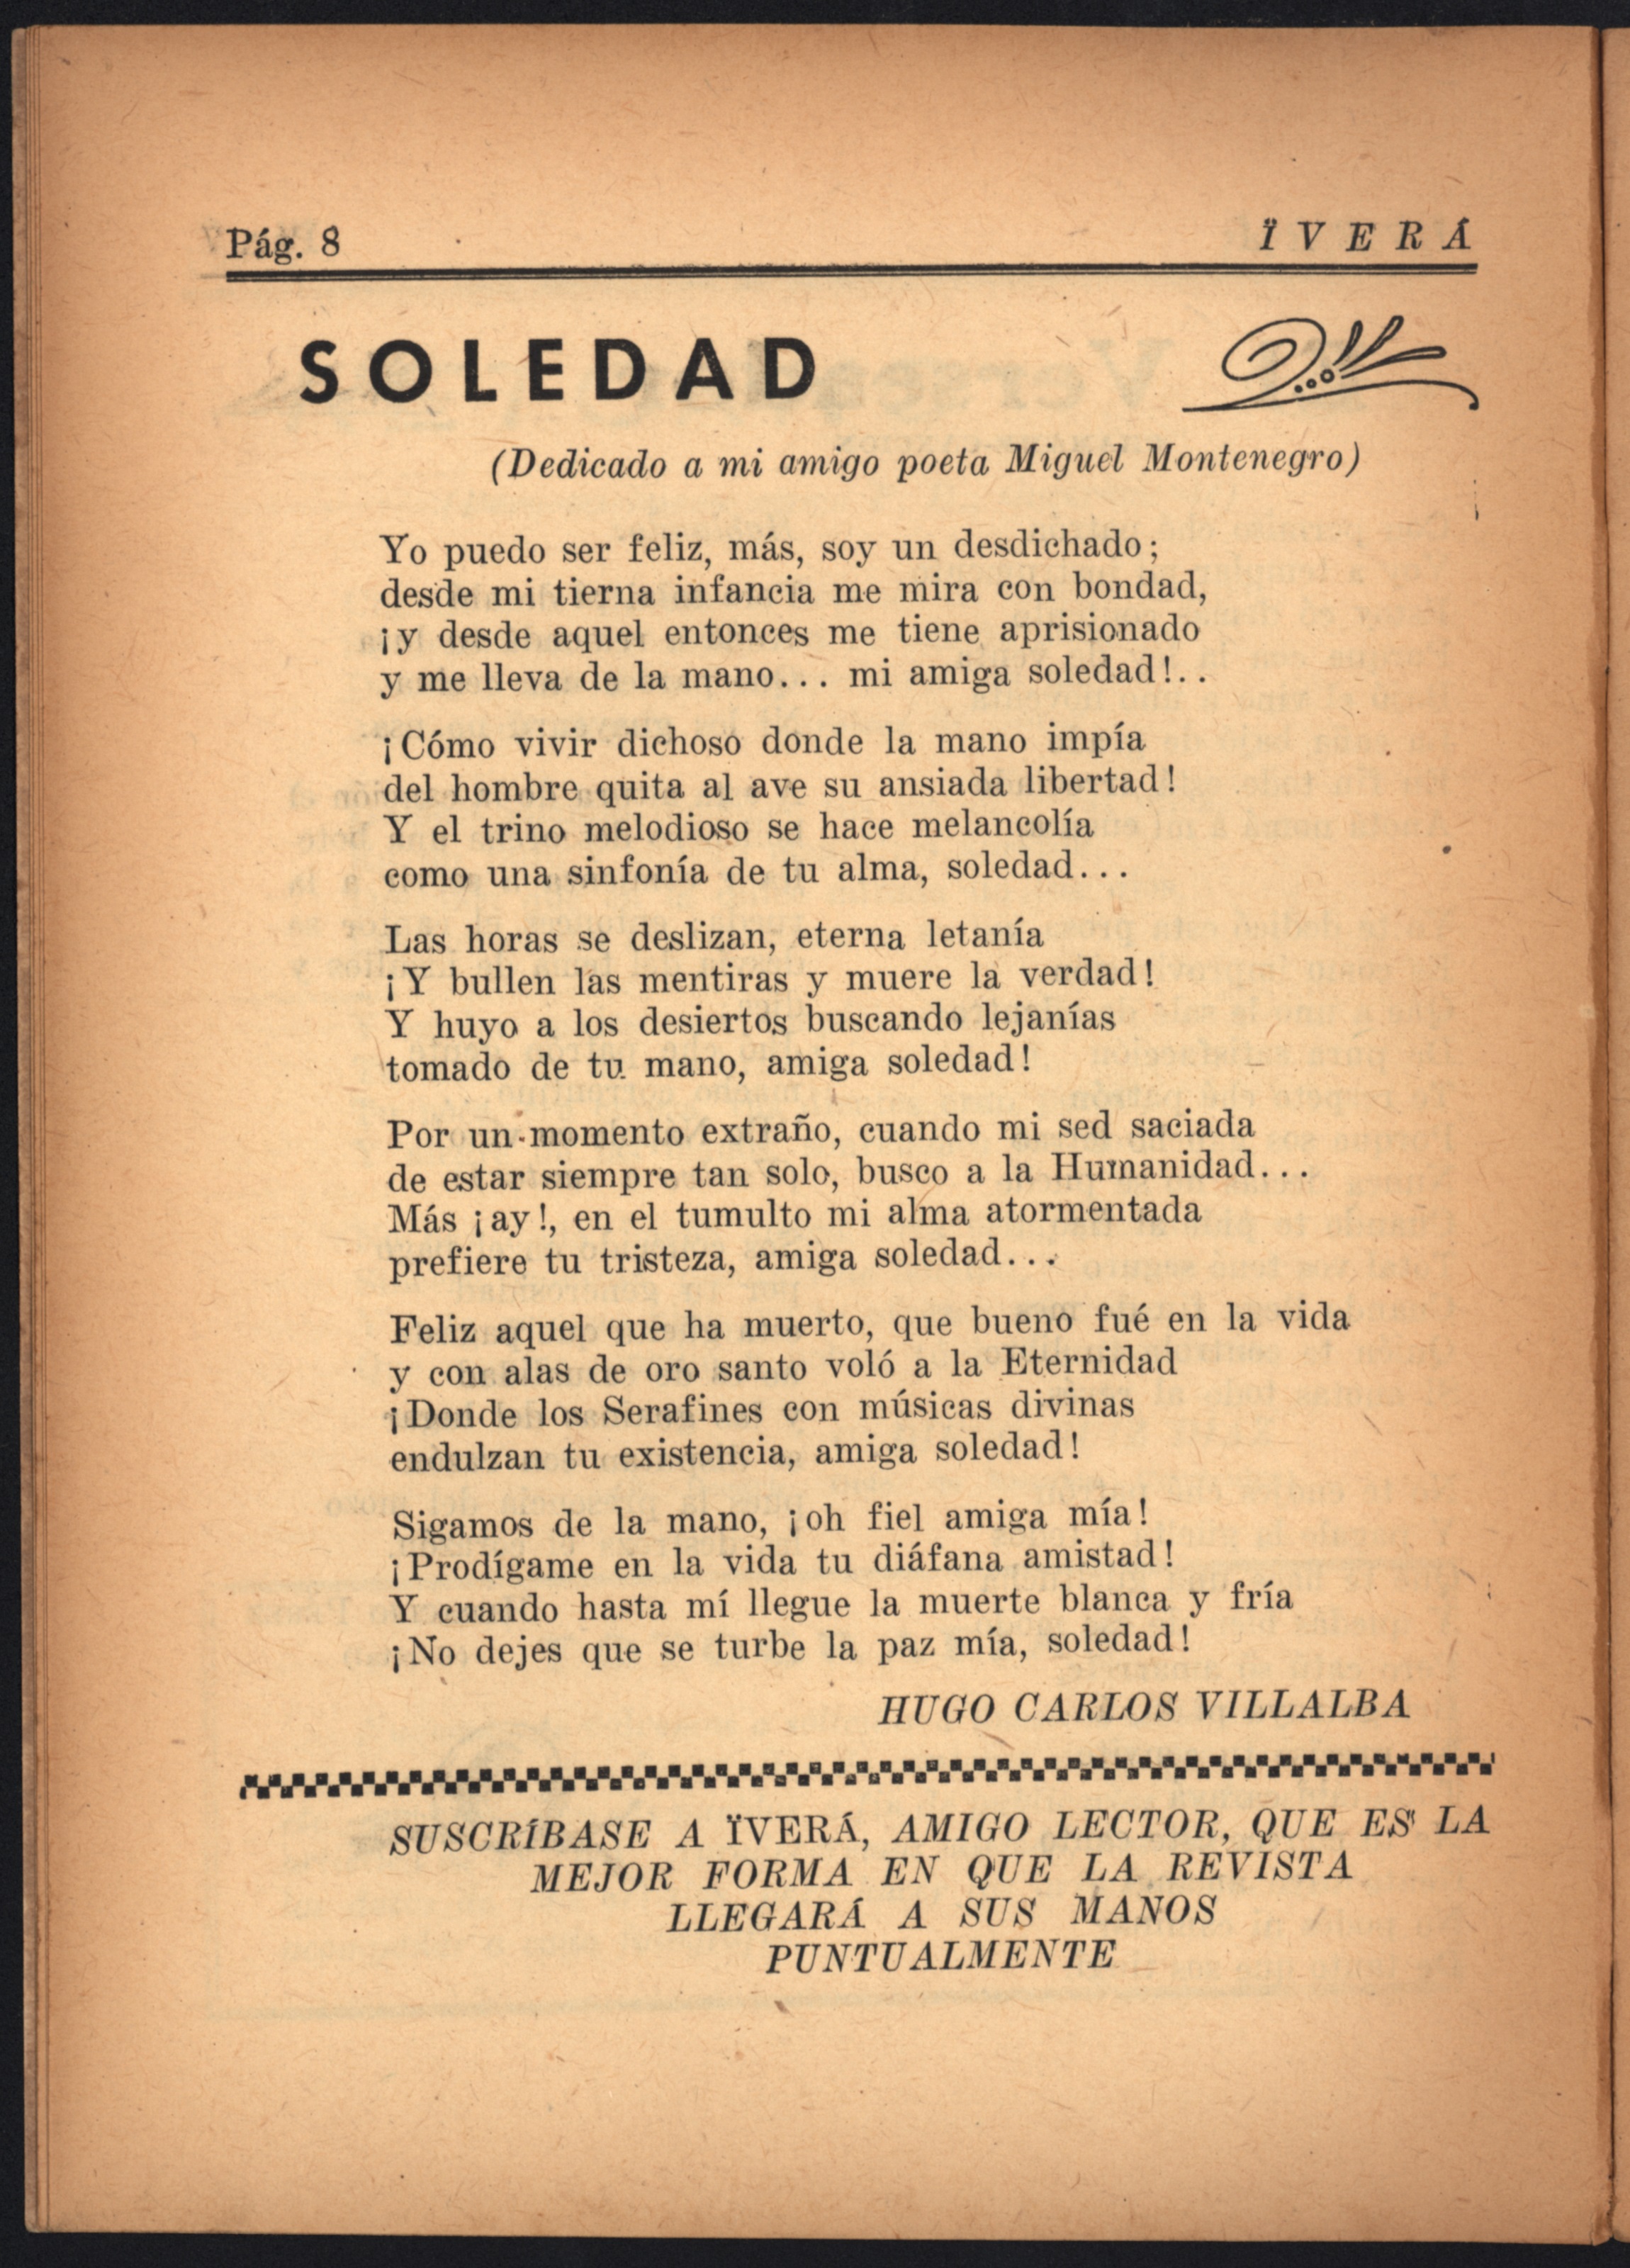 Pág. 8
ÏVERÁ
SOLEDAD
(Dedicado a mi amigo poeta Miguel Montenegro)
Yo puedo ser feliz, más, soy un desdichado;
desde mi tierna infancia me mira con bondad,
¡y desde aquel entonces me tiene aprisionado
y me lleva de la mano... mi amiga soledad!..
¡Cómo vivir dichoso donde la mano impía
del hombre quita al ave su ansiada libertad!
Y el trino melodioso se hace melancolía
como una sinfonía de tu alma, soledad...
Las horas se deslizan, eterna letanía
¡Y bullen las mentiras y muere la verdad!
Y huyo a los desiertos buscando lejanías
tomado de tu mano, amiga soledad!
Por un momento extraño, cuando mi sed saciada
de estar siempre tan solo, busco a la Humanidad...
Más ¡ay!, en el tumulto mi alma atormentada
prefiere tu tristeza, amiga soledad...
Feliz aquel que ha muerto, que bueno fué en la vida
y con alas de oro santo voló a la Eternidad
¡Donde los Serafines con músicas divinas
endulzan tu existencia, amiga soledad!
Sigamos de la mano, ¡oh fiel amiga mía!
¡Prodígame en la vida tu diáfana amistad!
Y cuando hasta mí llegue la muerte blanca y fría
¡No dejes que se turbe la paz mía, soledad!
HUGO CARLOS VILLALBA
SUSCRÍBASE A ÏVERÁ, AMIGO LECTOR, QUE ES LA
MEJOR FORMA EN QUE LA REVISTA
LLEGARÁ A SUS MANOS
PUNTUALMENTE